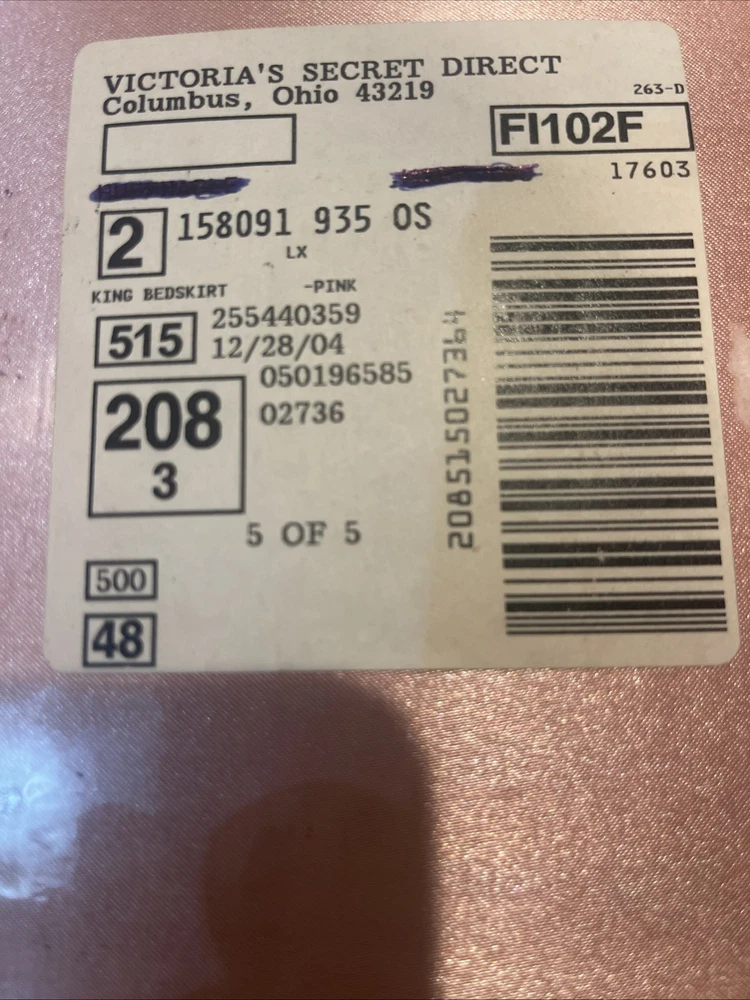 VICTORIA'S SECRET DIRECT
Columbus, Ohio 43219
263-D
FI102F
17603
2
158091 935 OS
LX
KING BEDSKIRT -PINK
515
255440359
12/28/04
050196585
208
3
02736
5 OF 5
500
48
208515027364